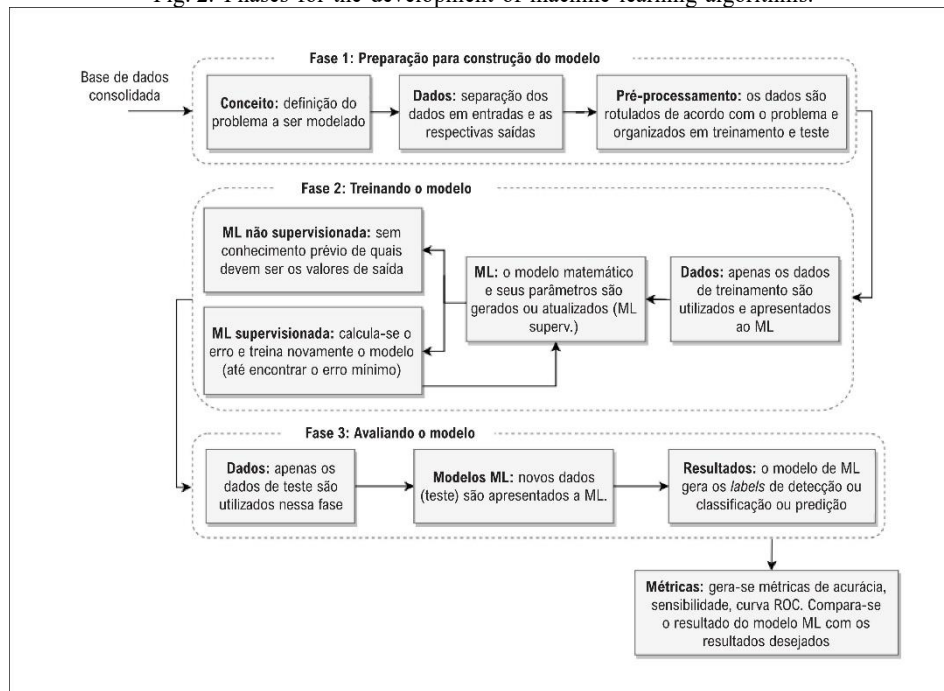 Fig. 2: Phases for the development of machine learning algorithms.
Fase 1: Preparação para construção do modelo
Base de dados
consolidada
Conceito: definição do
problema a ser modelado
Dados: separação dos
dados em entradas e as
respectivas saídas
Pré-processamento: os dados são
rotulados de acordo com o problema e
organizados em treinamento e teste
Fase 2: Treinando o modelo
ML não supervisionada: sem
conhecimento prévio de quais
devem ser os valores de saída
ML supervisionada: calcula-se o
erro e treina novamente o modelo
(até encontrar o erro mínimo)
ML: o modelo matemático
e seus parâmetros são
gerados ou atualizados (ML
superv.)
Dados: apenas os dados
de treinamento são
utilizados e apresentados
ao ML
Fase 3: Avaliando o modelo
Dados: apenas os
dados de teste são
utilizados nessa fase
Modelos ML: novos dados
(teste) são apresentados a ML.
Resultados: o modelo de ML
gera os labels de detecção ou
classificação ou predição
Métricas: gera-se métricas de acurácia,
sensibilidade, curva ROC. Compara-se
o resultado do modelo ML com os
resultados desejados